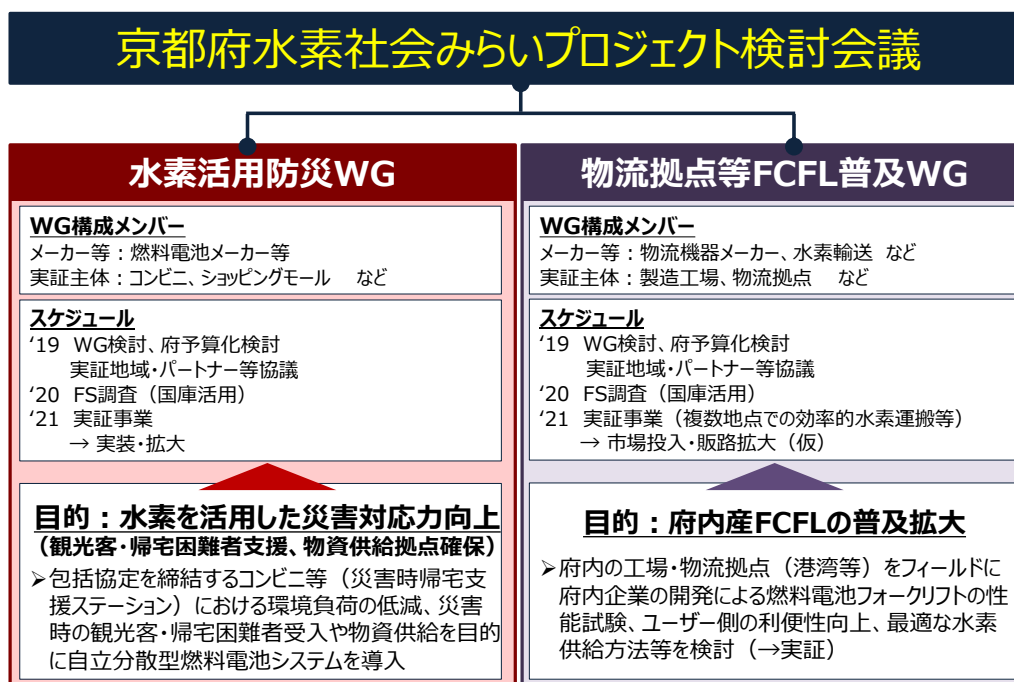 京都府水素社会みらいプロジェクト検討会議
水素活用防災WG
WG構成メンバー
メーカー等：燃料電池メーカー等
実証主体：コンビニ、ショッピングモール　など
スケジュール
‘19 WG検討、府予算化検討
実証地域・パートナー等協議
‘20 FS調査（国庫活用）
‘21 実証事業
→ 実装・拡大
目的：水素を活用した災害対応力向上
（観光客・帰宅困難者支援、物資供給拠点確保）
➢包括協定を締結するコンビニ等（災害時帰宅支
援ステーション）における環境負荷の低減、災害
時の観光客・帰宅困難者受入や物資供給を目的
に自立分散型燃料電池システムを導入
物流拠点等FCFL普及WG
WG構成メンバー
メーカー等：物流機器メーカー、水素輸送 など
実証主体：製造工場、物流拠点　など
スケジュール
‘19 WG検討、府予算化検討
実証地域・パートナー等協議
‘20 FS調査（国庫活用）
‘21 実証事業（複数地点での効率的水素運搬等）
→ 市場投入・販路拡大（仮）
目的：府内産FCFLの普及拡大
➢府内の工場・物流拠点（港湾等）をフィールドに
府内企業の開発による燃料電池フォークリフトの性
能試験、ユーザー側の利便性向上、最適な水素
供給方法等を検討（→実証）